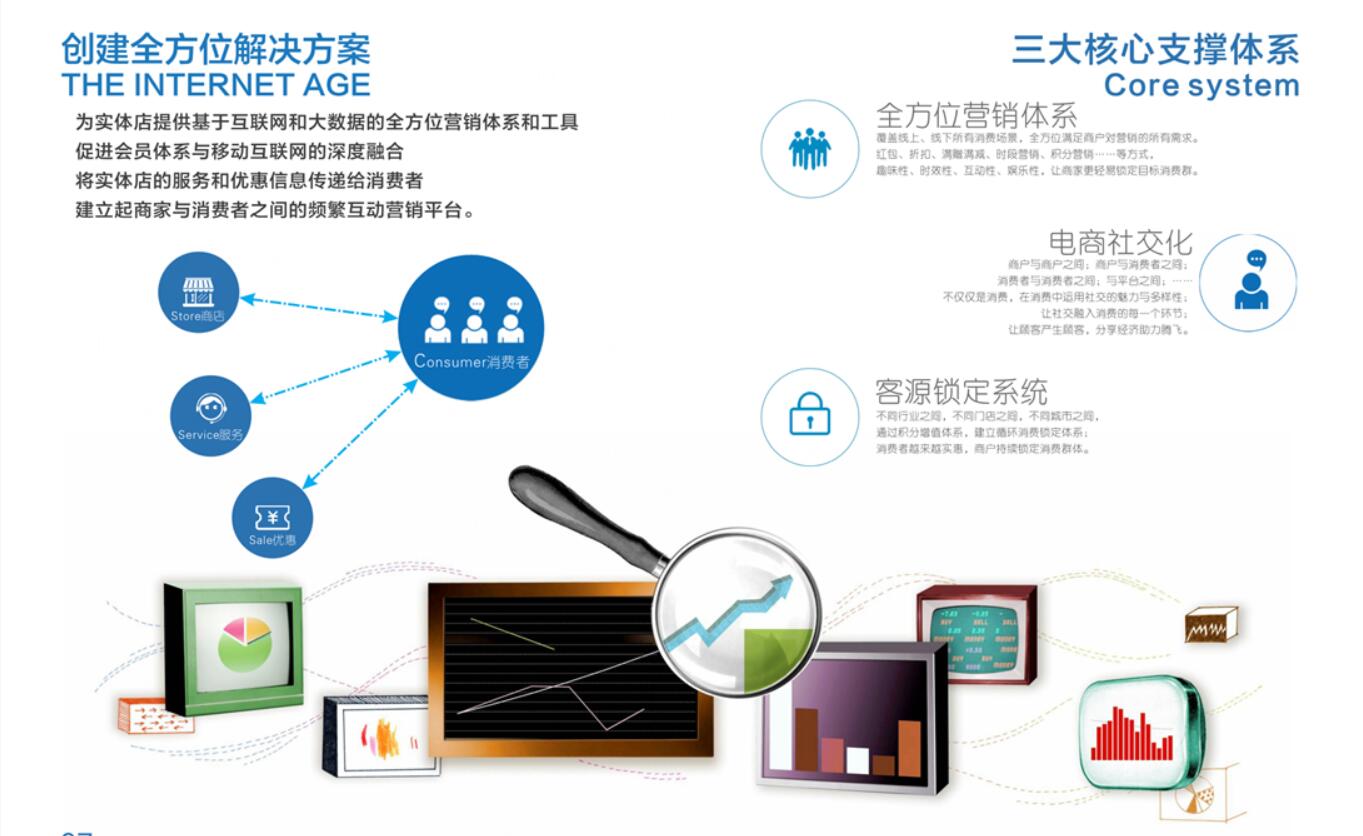 创建全方位解决方案
THE INTERNET AGE
为实体店提供基于互联网和大数据的全方位营销体系和工具
促进会员体系与移动互联网的深度融合
将实体店的服务和优惠信息传递给消费者
建立起商家与消费者之间的频繁互动营销平台。
Store商店
Consumer消费者
Service服务
Sale优惠
三大核心支撑体系
Core system
全方位营销体系
覆盖线上、线下所有消费场景，全方位满足商户对营销的所有需求。
红包、折扣、满赠满减、时段营销、积分营销……等方式，
趣味性、时效性、互动性、娱乐性，让商家更轻易锁定目标消费群。
电商社交化
商户与商户之间；商户与消费者之间；
消费者与消费者之间；与平台之间；……
不仅仅是消费，在消费中运用社交的魅力与多样性；
让社交融入消费的每一个环节；
让顾客产生顾客，分享经济助力腾飞。
客源锁定系统
不同行业之间，不同门店之间，不同城市之间，
通过积分增值体系，建立循环消费锁定体系；
消费者越来越实惠，商户持续锁定消费群体。
BUY SELL SELL
MONEY MONEY MONEY
BUY BUY
MONEY